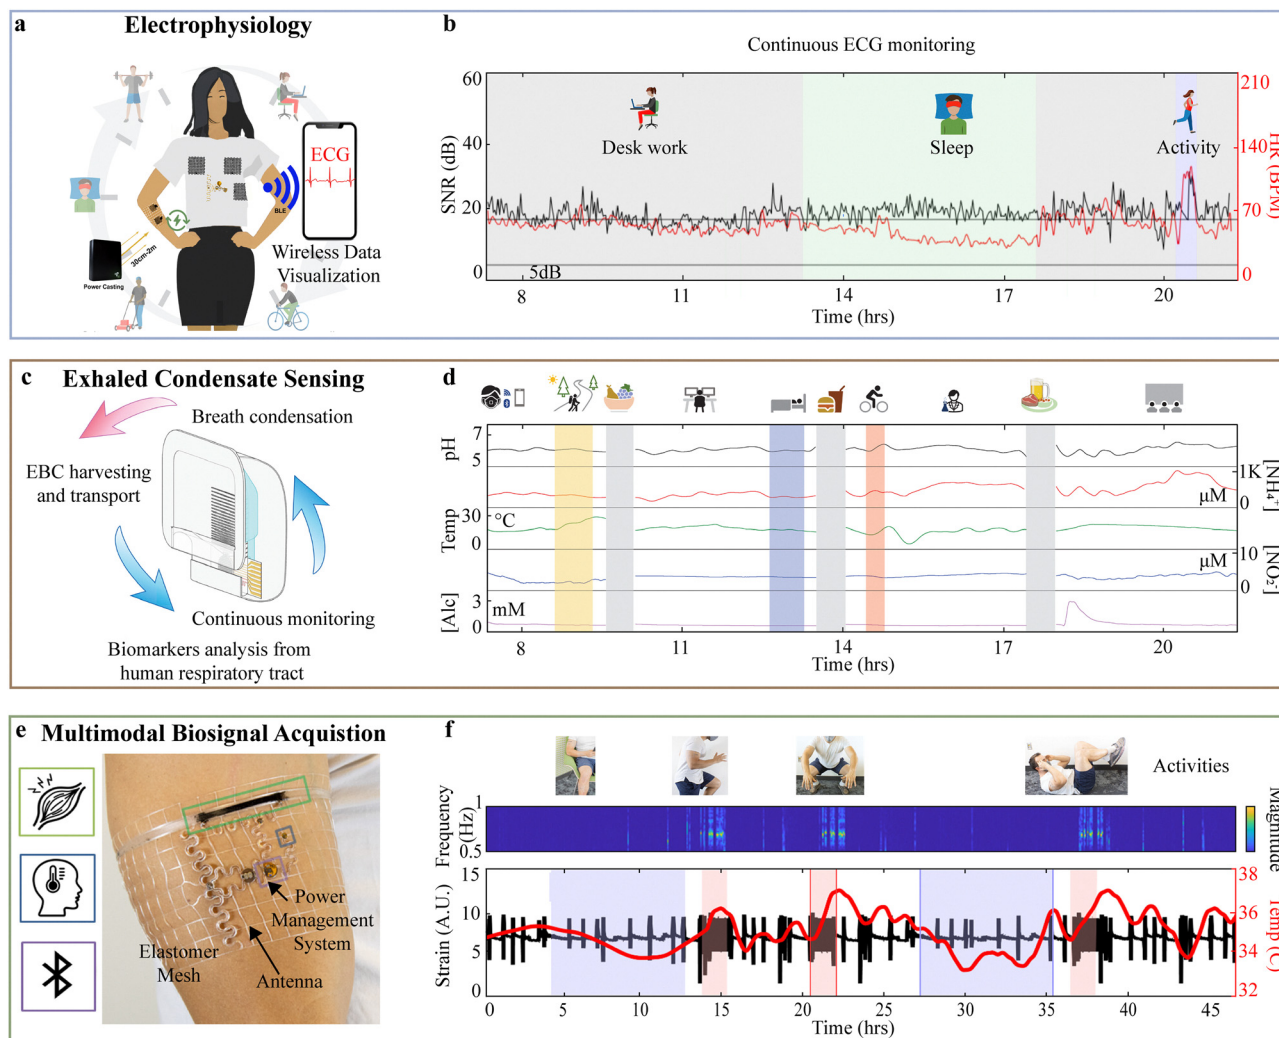 a
Electrophysiology
ECG
BLE
30cm-2m
Power Casting
Wireless Data
Visualization
b
Continuous ECG monitoring
SNR (dB)
60
40
20
0
Desk work
Sleep
Activity
5dB
210
140
70
0
HR (BPM)
8
11
14
17
20
Time (hrs)
c
Exhaled Condensate Sensing
Breath condensation
EBC harvesting
and transport
Continuous monitoring
Biomarkers analysis from
human respiratory tract
d
pH
7
5
1K
0
µM
[NH₄⁺]
Temp
30
0
°C
µM
10
0
[NO₂⁻]
[Alc]
3
0
mM
8
11
14
17
20
Time (hrs)
e
Multimodal Biosignal Acquistion
Power
Management
System
Elastomer
Mesh
Antenna
f
Activities
Frequency
(Hz)
1
0.5
Magnitude
Strain (A.U.)
15
10
5
0
38
36
34
32
Temp (C)
0
5
10
15
20
25
30
35
40
45
Time (hrs)